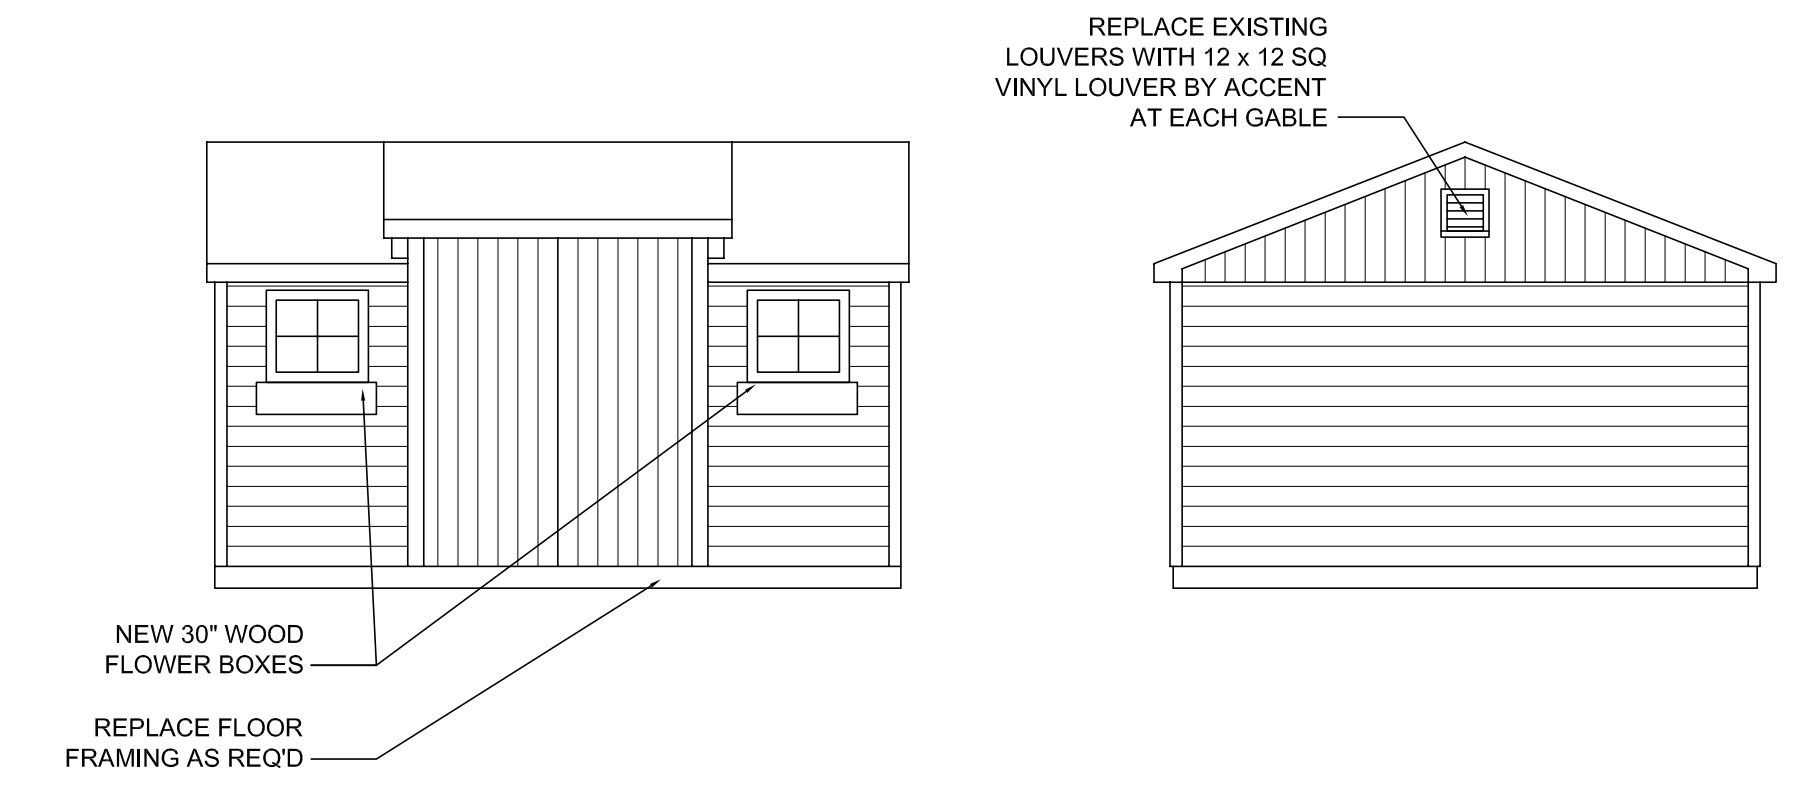 REPLACE EXISTING
LOUVERS WITH 12 x 12 SQ
VINYL LOUVER BY ACCENT
AT EACH GABLE
NEW 30" WOOD
FLOWER BOXES
REPLACE FLOOR
FRAMING AS REQ'D